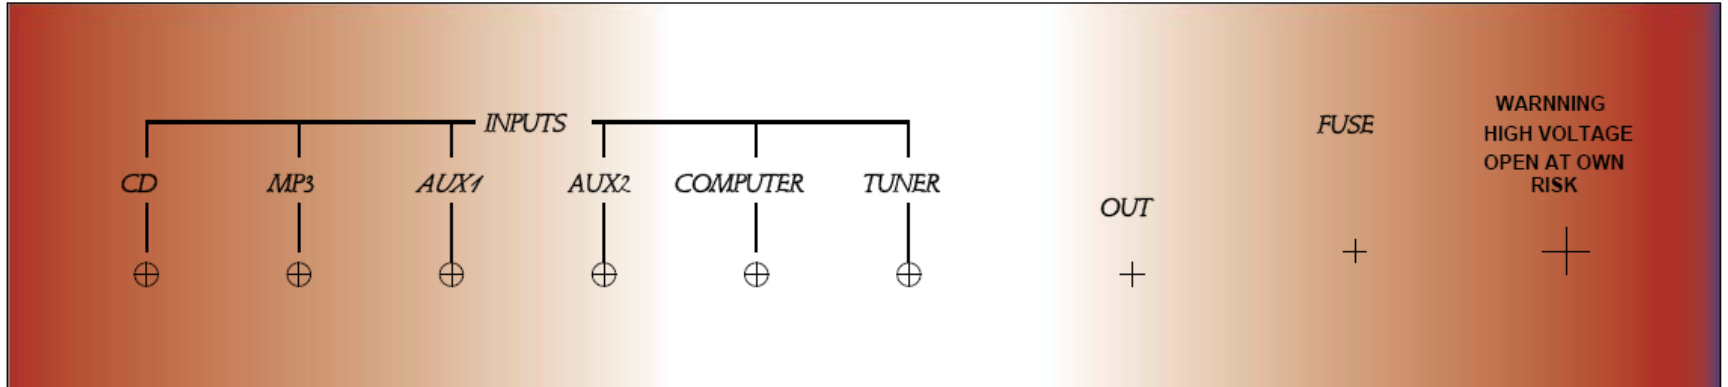 INPUTS
CD MP3 AUX1 AUX2 COMPUTER TUNER
OUT
FUSE
WARNNING
HIGH VOLTAGE
OPEN AT OWN
RISK